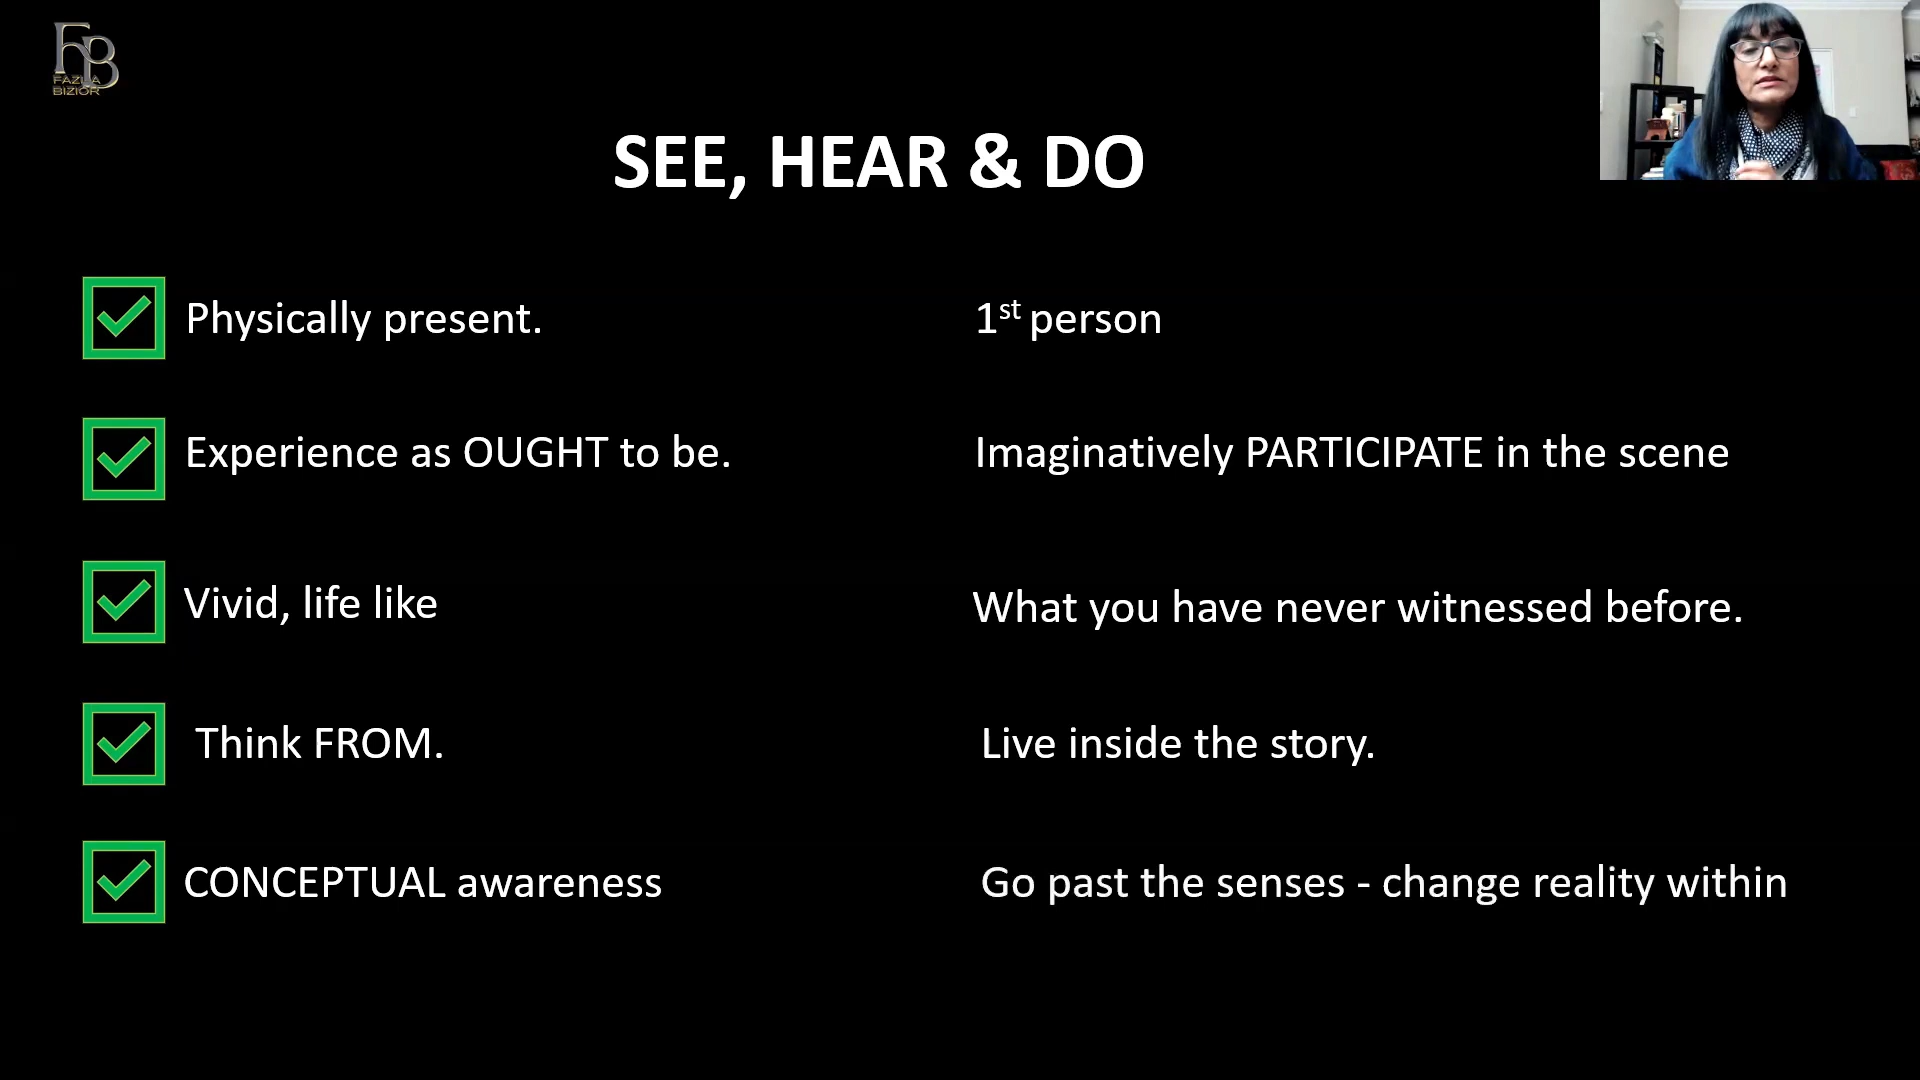 FB
FAZILA
BIZIOR
SEE, HEAR & DO
Physically present. 1st person
Experience as OUGHT to be. Imaginatively PARTICIPATE in the scene
Vivid, life like What you have never witnessed before.
Think FROM. Live inside the story.
CONCEPTUAL awareness Go past the senses - change reality within